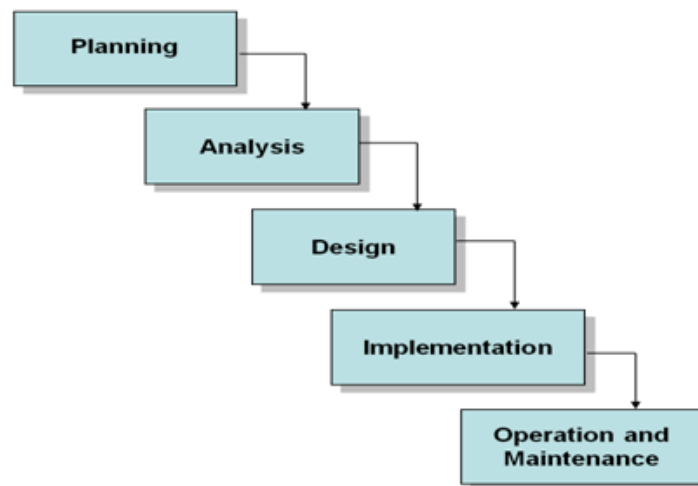 Planning
Analysis
Design
Implementation
Operation and
Maintenance